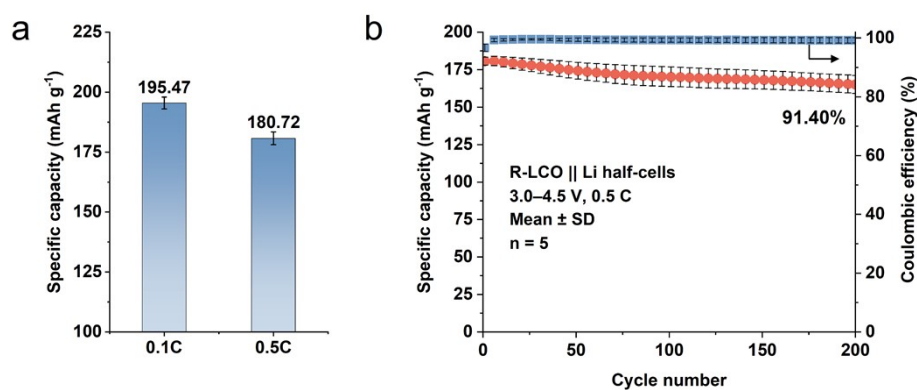 a
Specific capacity (mAh g⁻¹)
225
200
175
150
125
100
195.47
180.72
0.1C
0.5C
b
Specific capacity (mAh g⁻¹)
200
175
150
125
100
75
50
25
0
91.40%
R-LCO || Li half-cells
3.0–4.5 V, 0.5 C
Mean ± SD
n = 5
0
50
100
150
200
Cycle number
100
80
60
40
20
0
Coulombic efficiency (%)